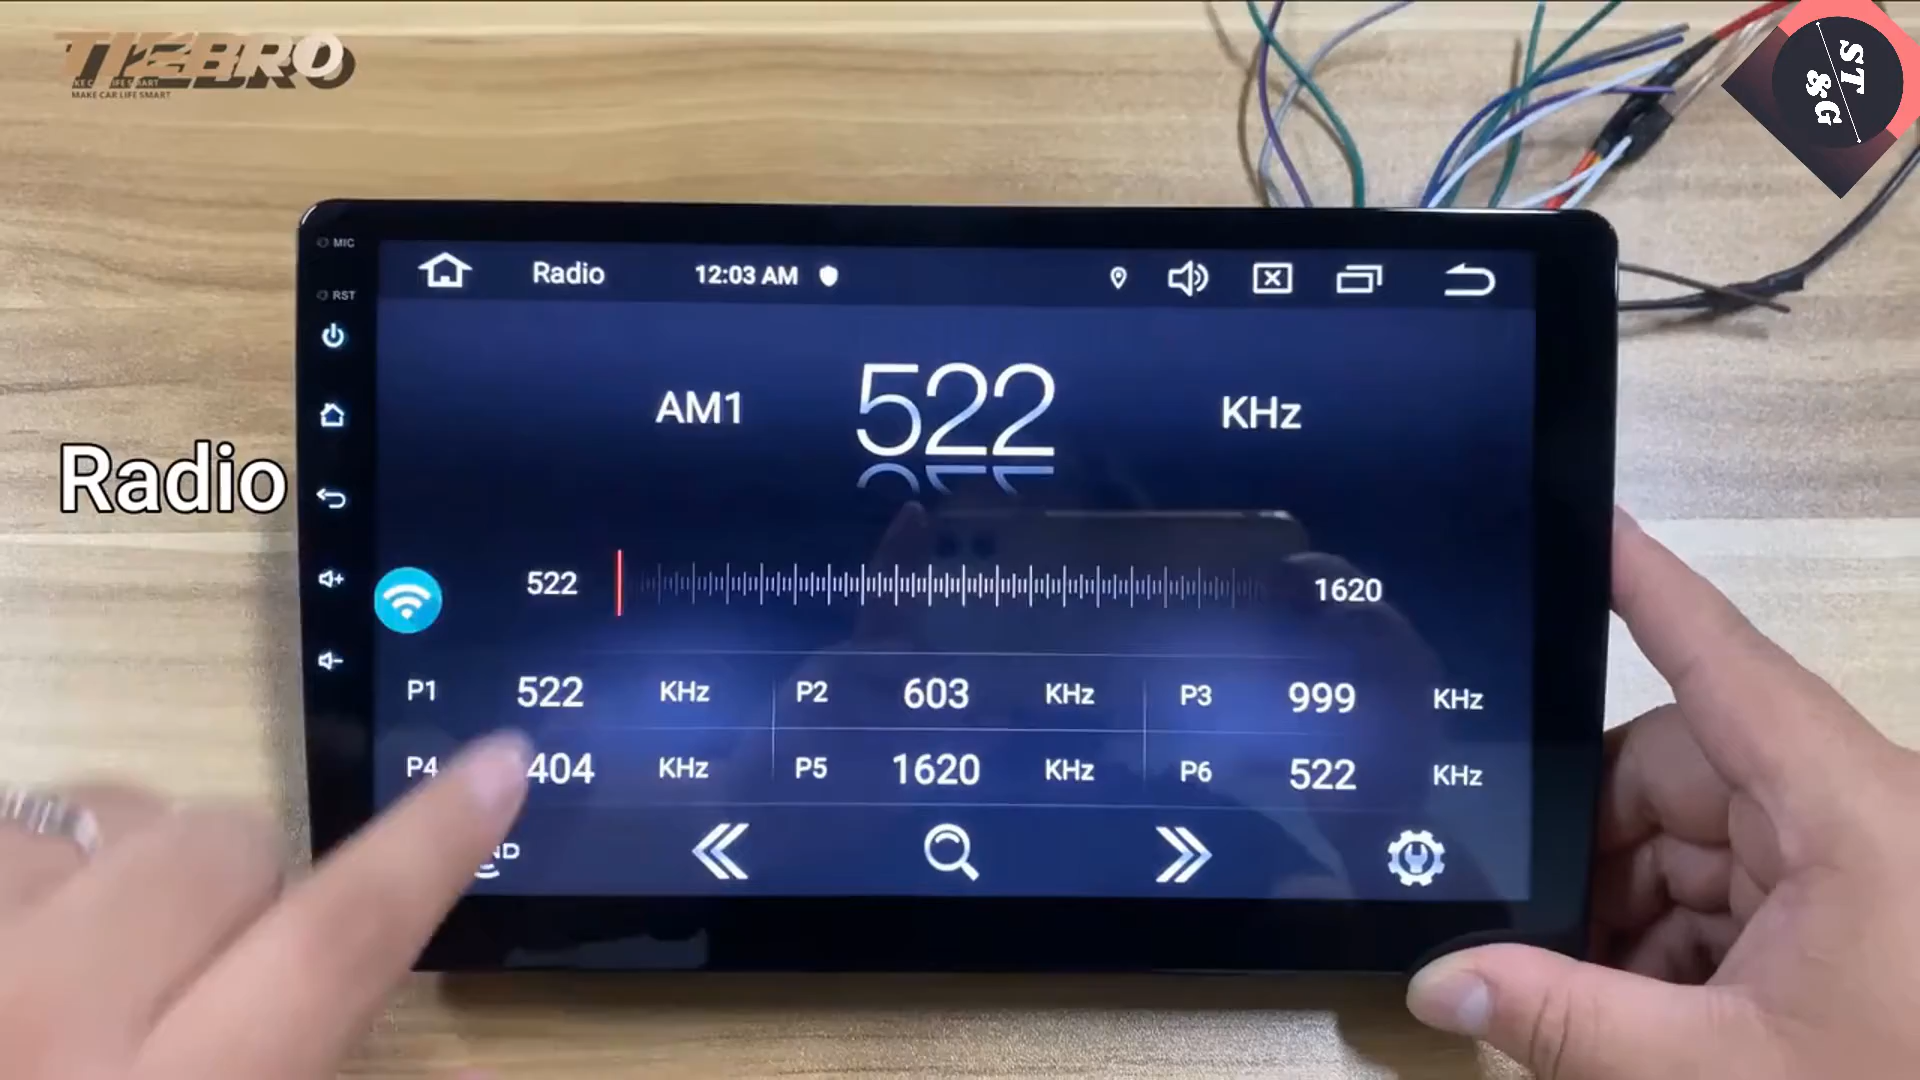 TIEBRO
MAKE CAR LIFE SMART
ST
&G
MIC
RST
Radio
12:03 AM
AM1
522
KHz
Radio
522
1620
P1 522 KHz
P2 603 KHz
P3 999 KHz
P4 404 KHz
P5 1620 KHz
P6 522 KHz
ND